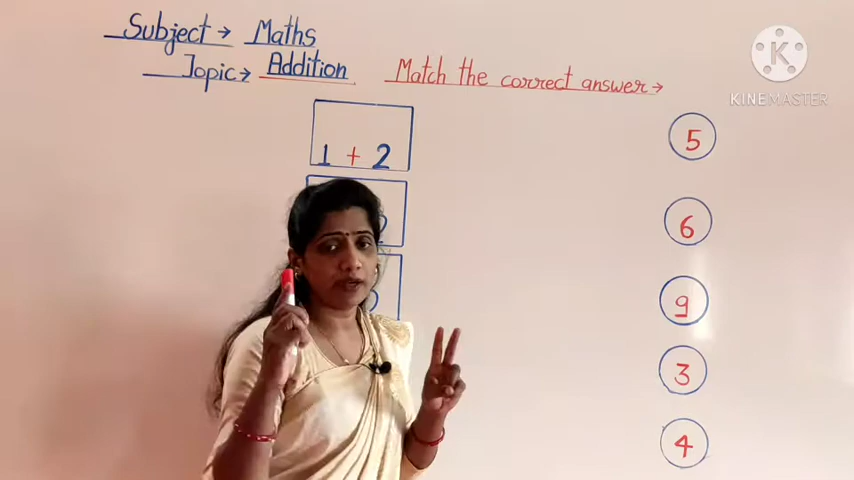 Subject → Maths
Topic → Addition Match the correct answer →
1 + 2
5
6
9
3
4
K
KINEMASTER